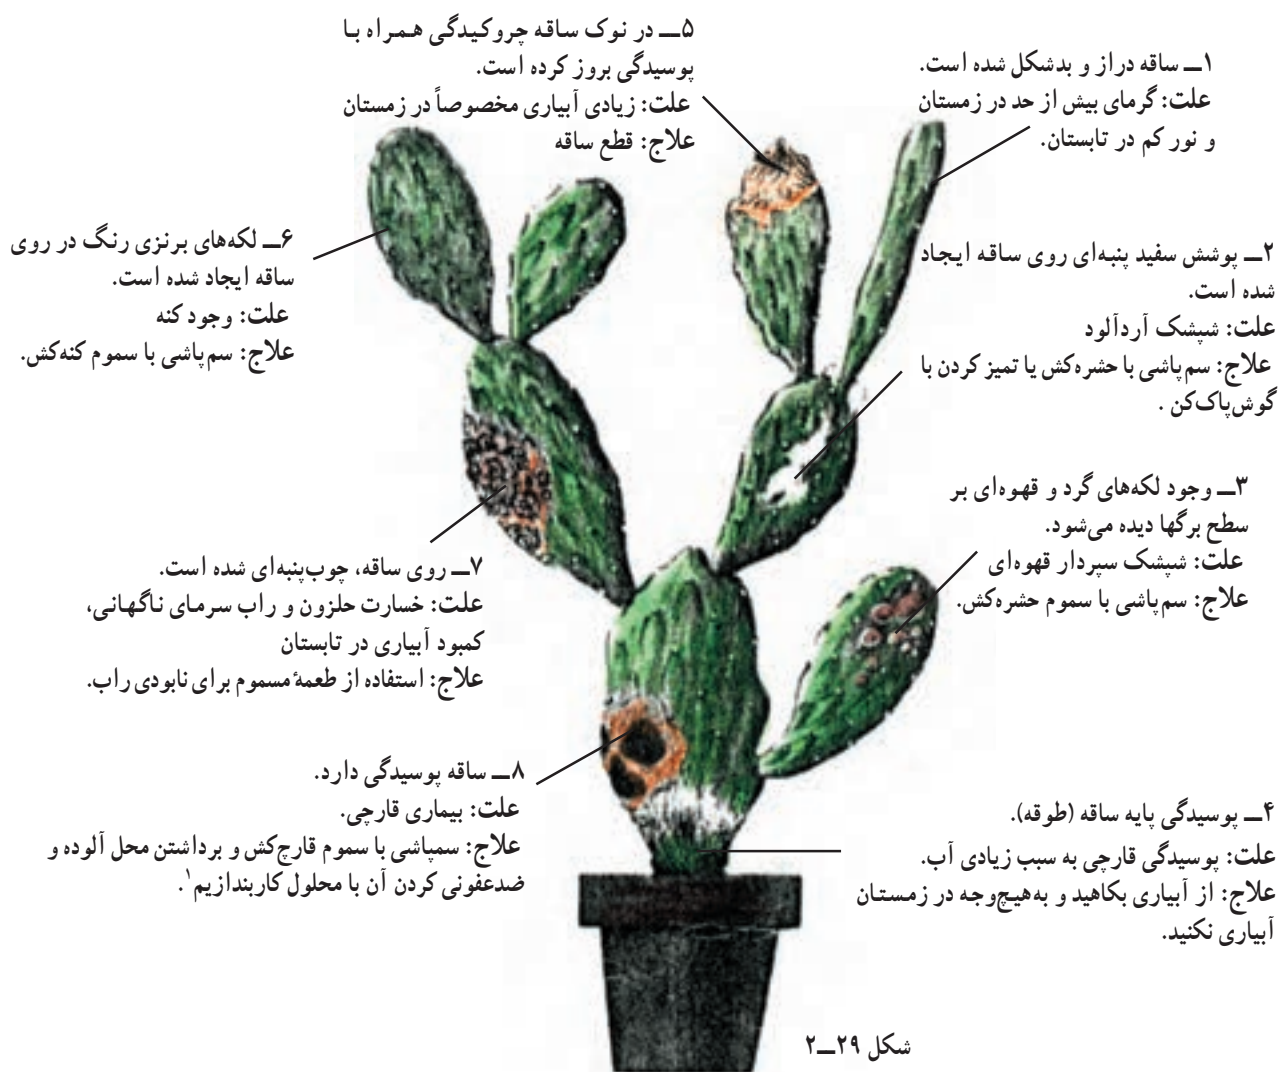 ۱ــ ساقه دراز و بدشکل شده است.
علت: گرمای بیش از حد در زمستان
و نور کم در تابستان.
۲ــ پوشش سفید پنبه‌ای روی ساقه ایجاد
شده است.
علت: شپشک آردآلود
علاج: سم‌پاشی با حشره‌کش یا تمیز کردن با
گوش‌پاک‌کن .
۳ــ وجود لکه‌های گرد و قهوه‌ای بر
سطح برگها دیده می‌شود.
علت: شپشک سپردار قهوه‌ای
علاج: سم‌پاشی با سموم حشره‌کش.
۴ــ پوسیدگی پایه ساقه (طوقه).
علت: پوسیدگی قارچی به سبب زیادی آب.
علاج: از آبیاری بکاهید و به‌هیچ‌وجه در زمستان
آبیاری نکنید.
۵ــ در نوک ساقه چروکیدگی همراه با
پوسیدگی بروز کرده است.
علت: زیادی آبیاری مخصوصاً در زمستان
علاج: قطع ساقه
۶ــ لکه‌های برنزی رنگ در روی
ساقه ایجاد شده است.
علت: وجود کنه
علاج: سم‌پاشی با سموم کنه‌کش.
۷ــ روی ساقه، چوب‌پنبه‌ای شده است.
علت: خسارت حلزون و راب سرمای ناگهانی،
کمبود آبیاری در تابستان
علاج: استفاده از طعمهٔ مسموم برای نابودی راب.
۸ــ ساقه پوسیدگی دارد.
علت: بیماری قارچی.
علاج: سمپاشی با سموم قارچ‌کش و برداشتن محل آلوده و
ضدعفونی کردن آن با محلول کاربندازیم۱.
شکل ۲۹ــ۲